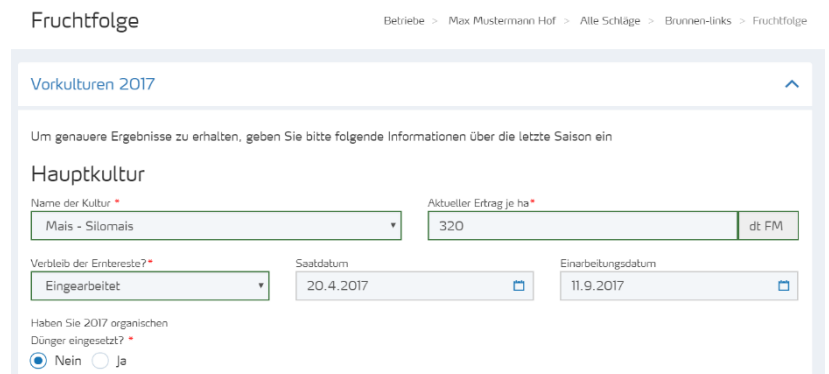 Fruchtfolge
Betriebe > Max Mustermann Hof > Alle Schläge > Brunnen-links > Fruchtfolge
Vorkulturen 2017
Um genauere Ergebnisse zu erhalten, geben Sie bitte folgende Informationen über die letzte Saison ein
Hauptkultur
Name der Kultur * Aktueller Ertrag je ha*
Mais - Silomais 320 dt FM
Verbleib der Erntereste?* Saatdatum Einarbeitungsdatum
Eingearbeitet 20.4.2017 11.9.2017
Haben Sie 2017 organischen
Dünger eingesetzt? *
Nein Ja